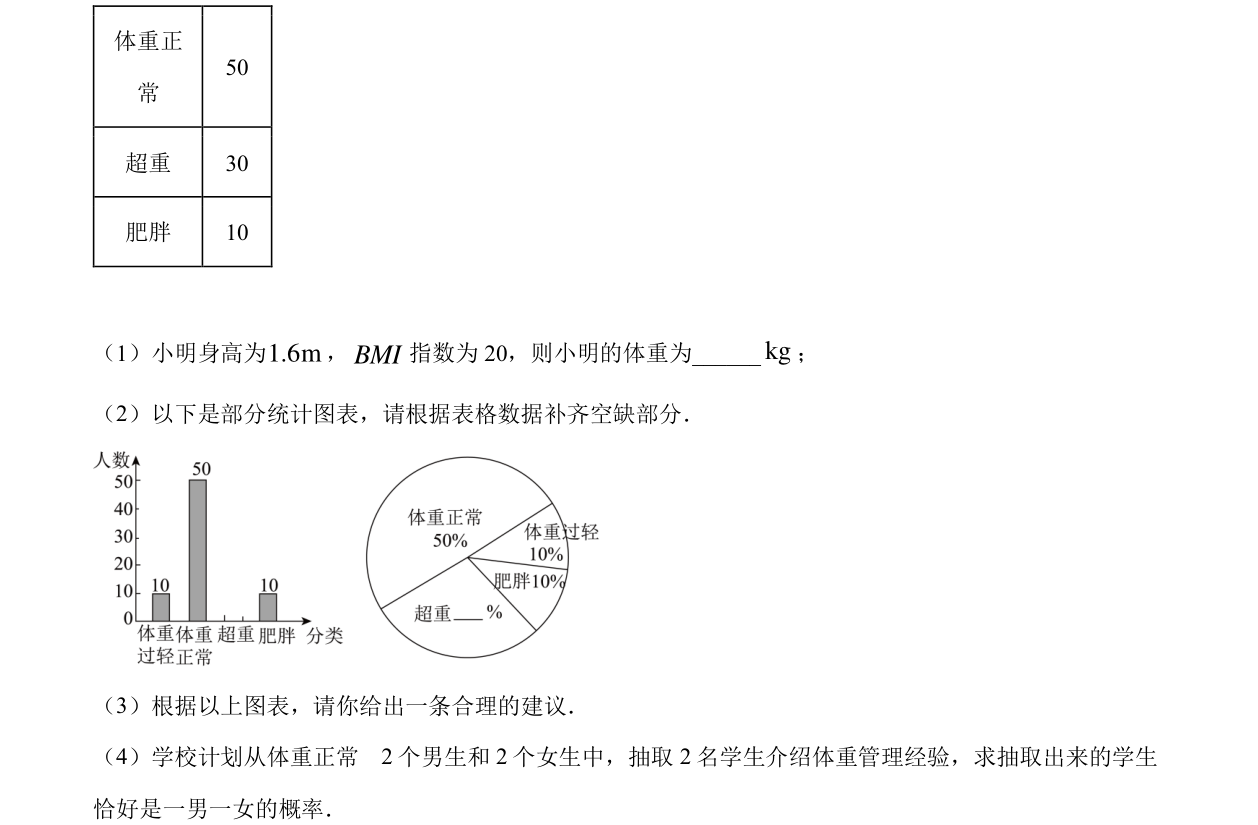 体重正
常
50
超重
30
肥胖
10
（1）小明身高为1.6m，BMI 指数为 20，则小明的体重为______kg；
（2）以下是部分统计图表，请根据表格数据补齐空缺部分．
人数
50
50
40
30
20
10
0
10
10
体重
过轻
体重
正常
超重
肥胖
分类
体重正常
50%
体重过轻
10%
肥胖10%
超重___%
（3）根据以上图表，请你给出一条合理的建议．
（4）学校计划从体重正常 2 个男生和 2 个女生中，抽取 2 名学生介绍体重管理经验，求抽取出来的学生
恰好是一男一女的概率．